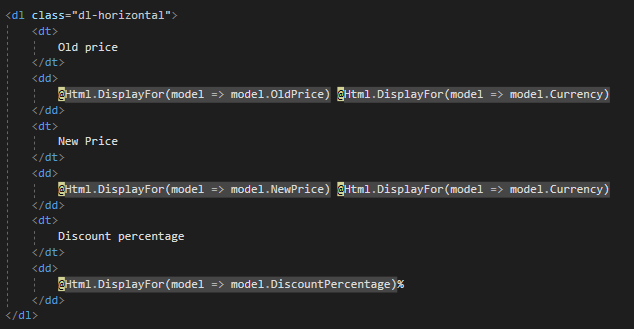 <dl class="dl-horizontal">
<dt>
Old price
</dt>
<dd>
@Html.DisplayFor(model => model.OldPrice) @Html.DisplayFor(model => model.Currency)
</dd>
<dt>
New Price
</dt>
<dd>
@Html.DisplayFor(model => model.NewPrice) @Html.DisplayFor(model => model.Currency)
</dd>
<dt>
Discount percentage
</dt>
<dd>
@Html.DisplayFor(model => model.DiscountPercentage)%
</dd>
</dl>